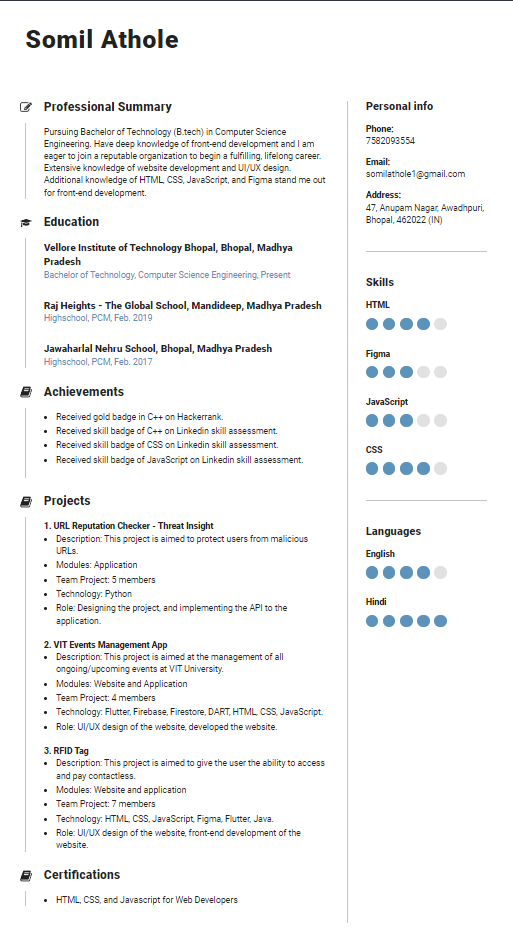 Somil Athole
Professional Summary
Pursuing Bachelor of Technology (B.tech) in Computer Science
Engineering. Have deep knowledge of front-end development and I am
eager to join a reputable organization to begin a fulfilling, lifelong career.
Extensive knowledge of website development and UI/UX design.
Additional knowledge of HTML, CSS, JavaScript, and Figma stand me out
for front-end development.
Education
Vellore Institute of Technology Bhopal, Bhopal, Madhya
Pradesh
Bachelor of Technology, Computer Science Engineering, Present
Raj Heights - The Global School, Mandideep, Madhya Pradesh
Highschool, PCM, Feb. 2019
Jawaharlal Nehru School, Bhopal, Madhya Pradesh
Highschool, PCM, Feb. 2017
Achievements
• Received gold badge in C++ on Hackerrank.
• Received skill badge of C++ on Linkedin skill assessment.
• Received skill badge of CSS on Linkedin skill assessment.
• Received skill badge of JavaScript on Linkedin skill assessment.
Projects
1. URL Reputation Checker - Threat Insight
• Description: This project is aimed to protect users from malicious
URLs.
• Modules: Application
• Team Project: 5 members
• Technology: Python
• Role: Designing the project, and implementing the API to the
application.
2. VIT Events Management App
• Description: This project is aimed at the management of all
ongoing/upcoming events at VIT University.
• Modules: Website and Application
• Team Project: 4 members
• Technology: Flutter, Firebase, Firestore, DART, HTML, CSS, JavaScript.
• Role: UI/UX design of the website, developed the website.
3. RFID Tag
• Description: This project is aimed to give the user the ability to access
and pay contactless.
• Modules: Website and application
• Team Project: 7 members
• Technology: HTML, CSS, JavaScript, Figma, Flutter, Java.
• Role: UI/UX design of the website, front-end development of the
website.
Certifications
• HTML, CSS, and Javascript for Web Developers
Personal info
Phone:
7582093554
Email:
somilathole1@gmail.com
Address:
47, Anupam Nagar, Awadhpuri,
Bhopal, 462022 (IN)
Skills
HTML
Figma
JavaScript
CSS
Languages
English
Hindi